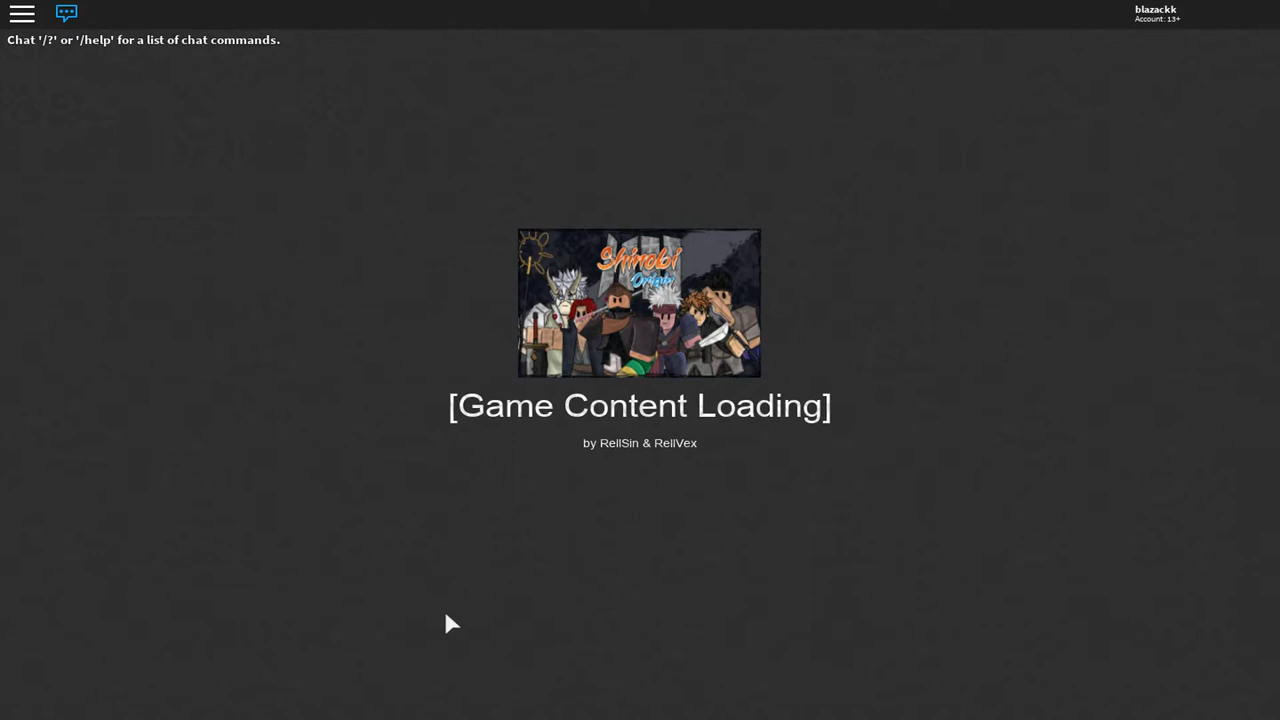 blazackk
Account: 13+
Chat '/?' or '/help' for a list of chat commands.
Shinobi
Origin
[Game Content Loading]
by RellSin & RellVex